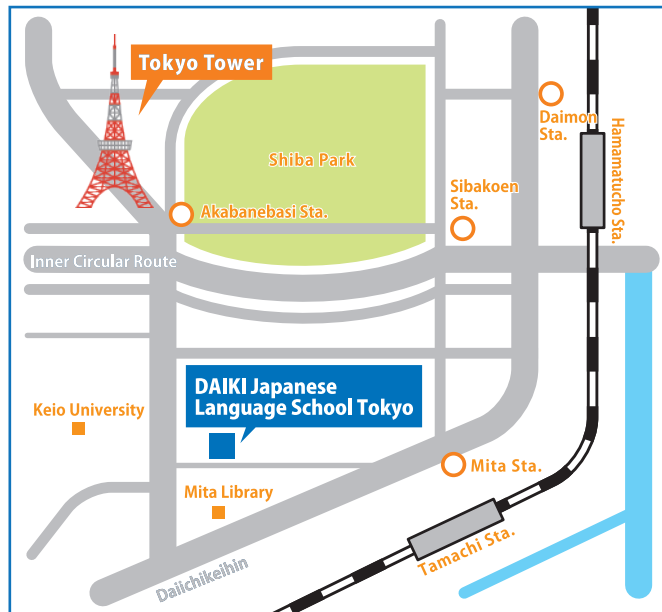 Tokyo Tower
Daimon
Sta.
Hamamatucho Sta.
Shiba Park
Sibakoen
Sta.
Akabanebasi Sta.
Inner Circular Route
DAIKI Japanese
Language School Tokyo
Keio University
Mita Sta.
Mita Library
Tamachi Sta.
Daiichikeihin